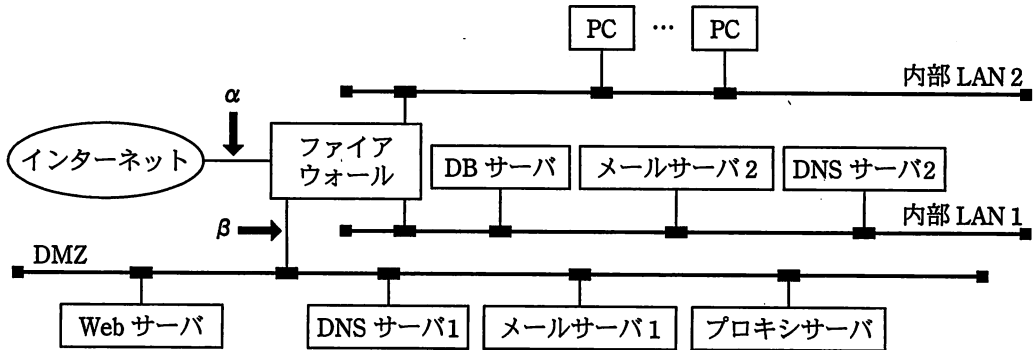 PC … PC
内部 LAN 2
α
インターネット
ファイア
ウォール
DB サーバ
メールサーバ 2
DNS サーバ2
β
内部 LAN 1
DMZ
Web サーバ
DNS サーバ1
メールサーバ 1
プロキシサーバ